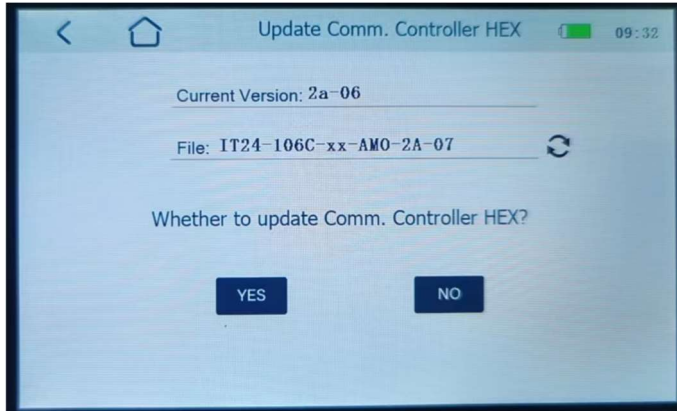 Update Comm. Controller HEX 09:32
Current Version: 2a-06
File: IT24-106C-xx-AMO-2A-07
Whether to update Comm. Controller HEX?
YES NO